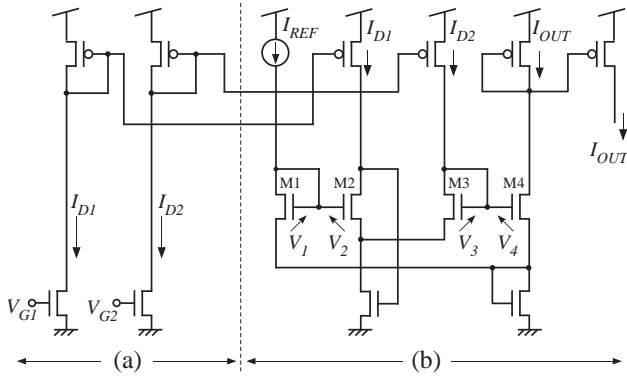 I_REF
I_D1
I_D2
I_OUT
I_OUT
I_D1
I_D2
M1
M2
M3
M4
V_1
V_2
V_3
V_4
V_G1
V_G2
(a)
(b)